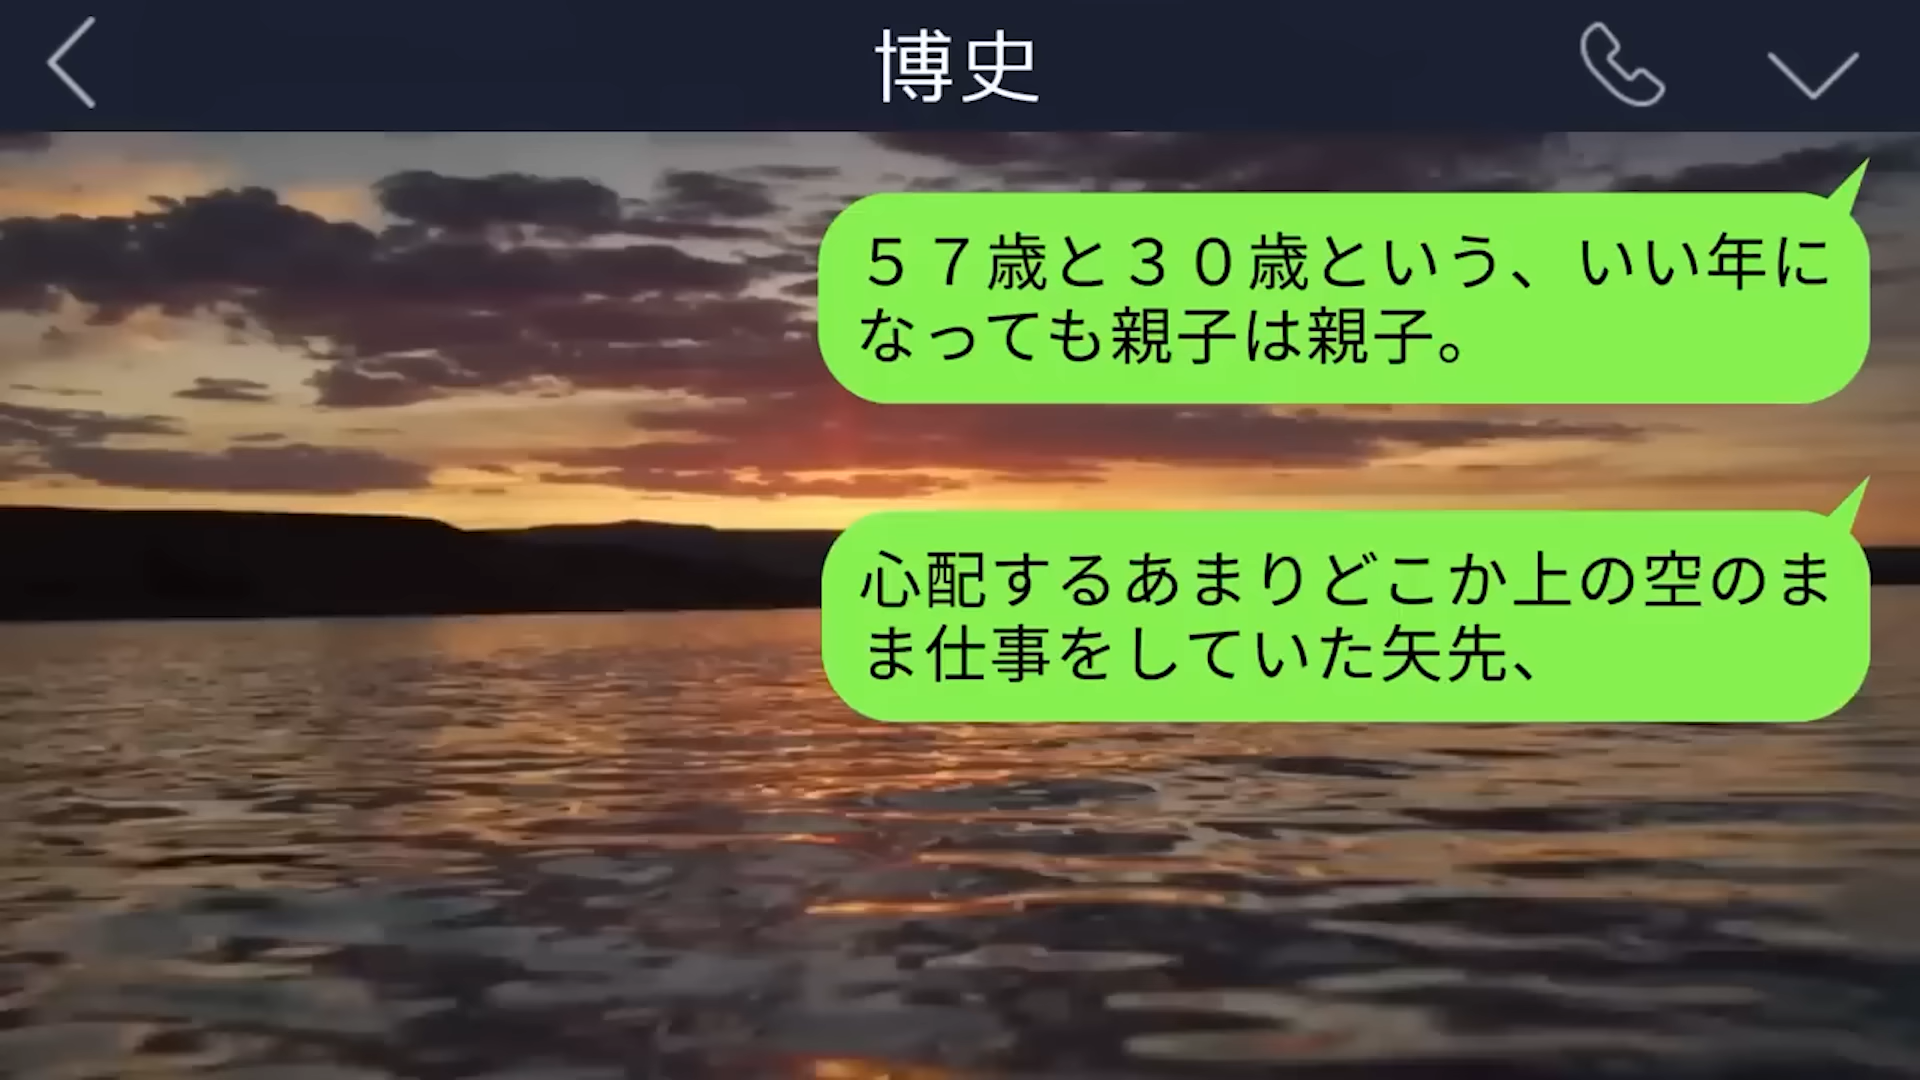 博史
５７歳と３０歳という、いい年に
なっても親子は親子。
心配するあまりどこか上の空のま
ま仕事をしていた矢先、